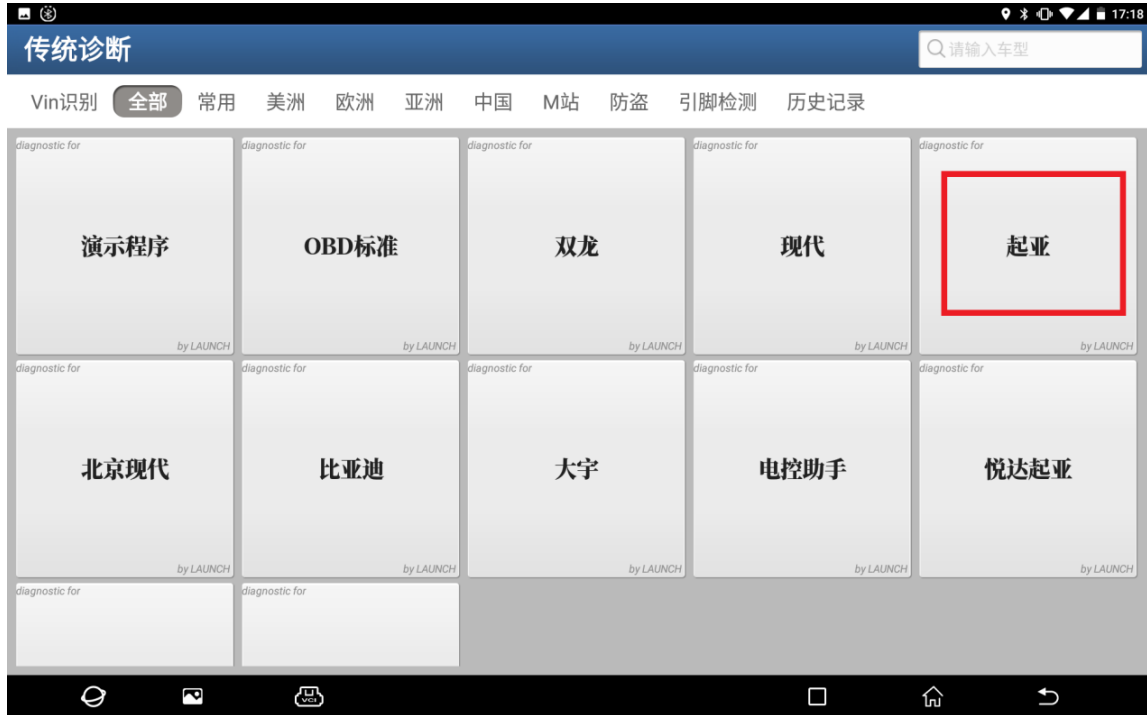 17:18
传统诊断
请输入车型
Vin识别 全部 常用 美洲 欧洲 亚洲 中国 M站 防盗 引脚检测 历史记录
diagnostic for diagnostic for diagnostic for diagnostic for diagnostic for
演示程序 OBD标准 双龙 现代 起亚
by LAUNCH by LAUNCH by LAUNCH by LAUNCH by LAUNCH
diagnostic for diagnostic for diagnostic for diagnostic for diagnostic for
北京现代 比亚迪 大宇 电控助手 悦达起亚
by LAUNCH by LAUNCH by LAUNCH by LAUNCH by LAUNCH
diagnostic for diagnostic for
VCI